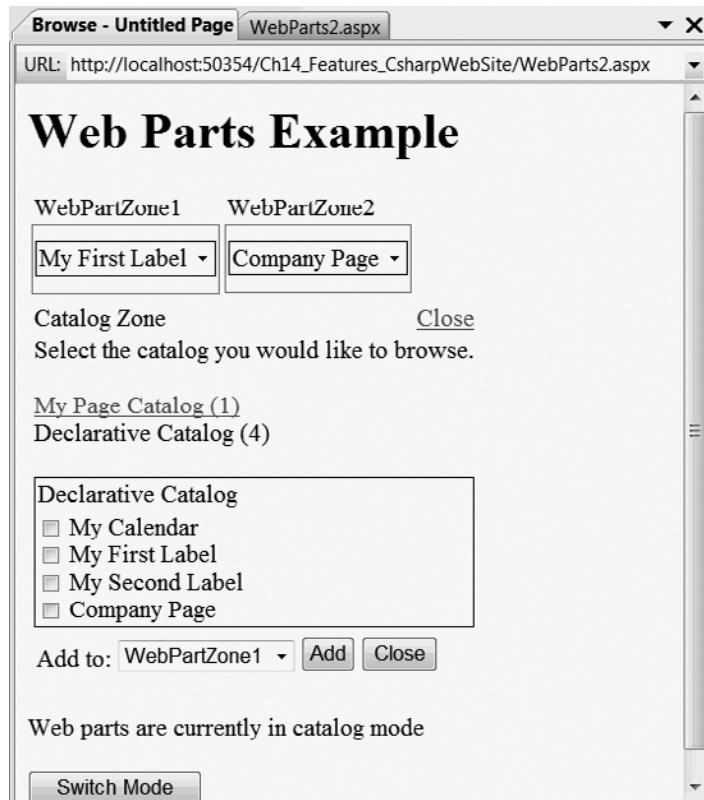 Browse - Untitled Page WebParts2.aspx
URL: http://localhost:50354/Ch14_Features_CsharpWebSite/WebParts2.aspx
Web Parts Example
WebPartZone1 WebPartZone2
My First Label Company Page
Catalog Zone Close
Select the catalog you would like to browse.
My Page Catalog (1)
Declarative Catalog (4)
Declarative Catalog
My Calendar
My First Label
My Second Label
Company Page
Add to: WebPartZone1 Add Close
Web parts are currently in catalog mode
Switch Mode